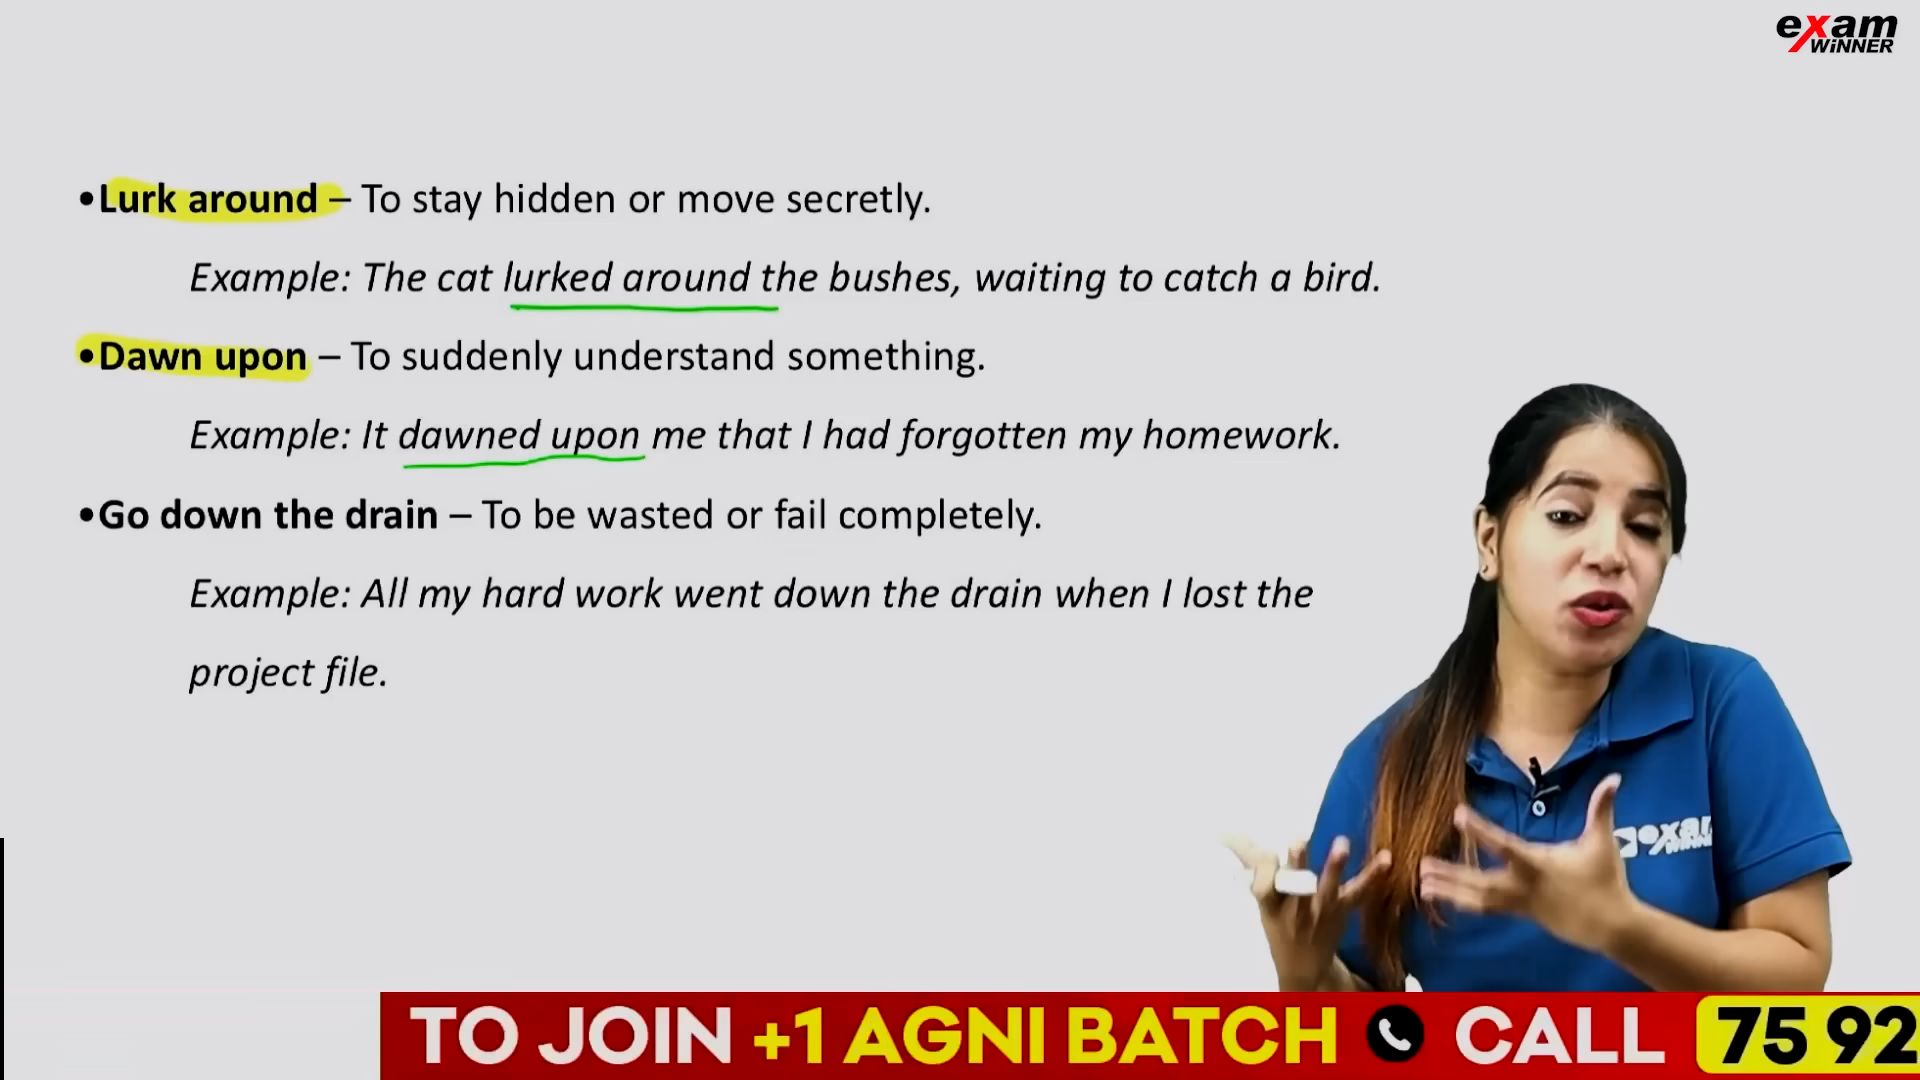 exam
WiNNER
•Lurk around – To stay hidden or move secretly.
Example: The cat lurked around the bushes, waiting to catch a bird.
•Dawn upon – To suddenly understand something.
Example: It dawned upon me that I had forgotten my homework.
•Go down the drain – To be wasted or fail completely.
Example: All my hard work went down the drain when I lost the
project file.
exam
WINNER
TO JOIN +1 AGNI BATCH CALL 75 92